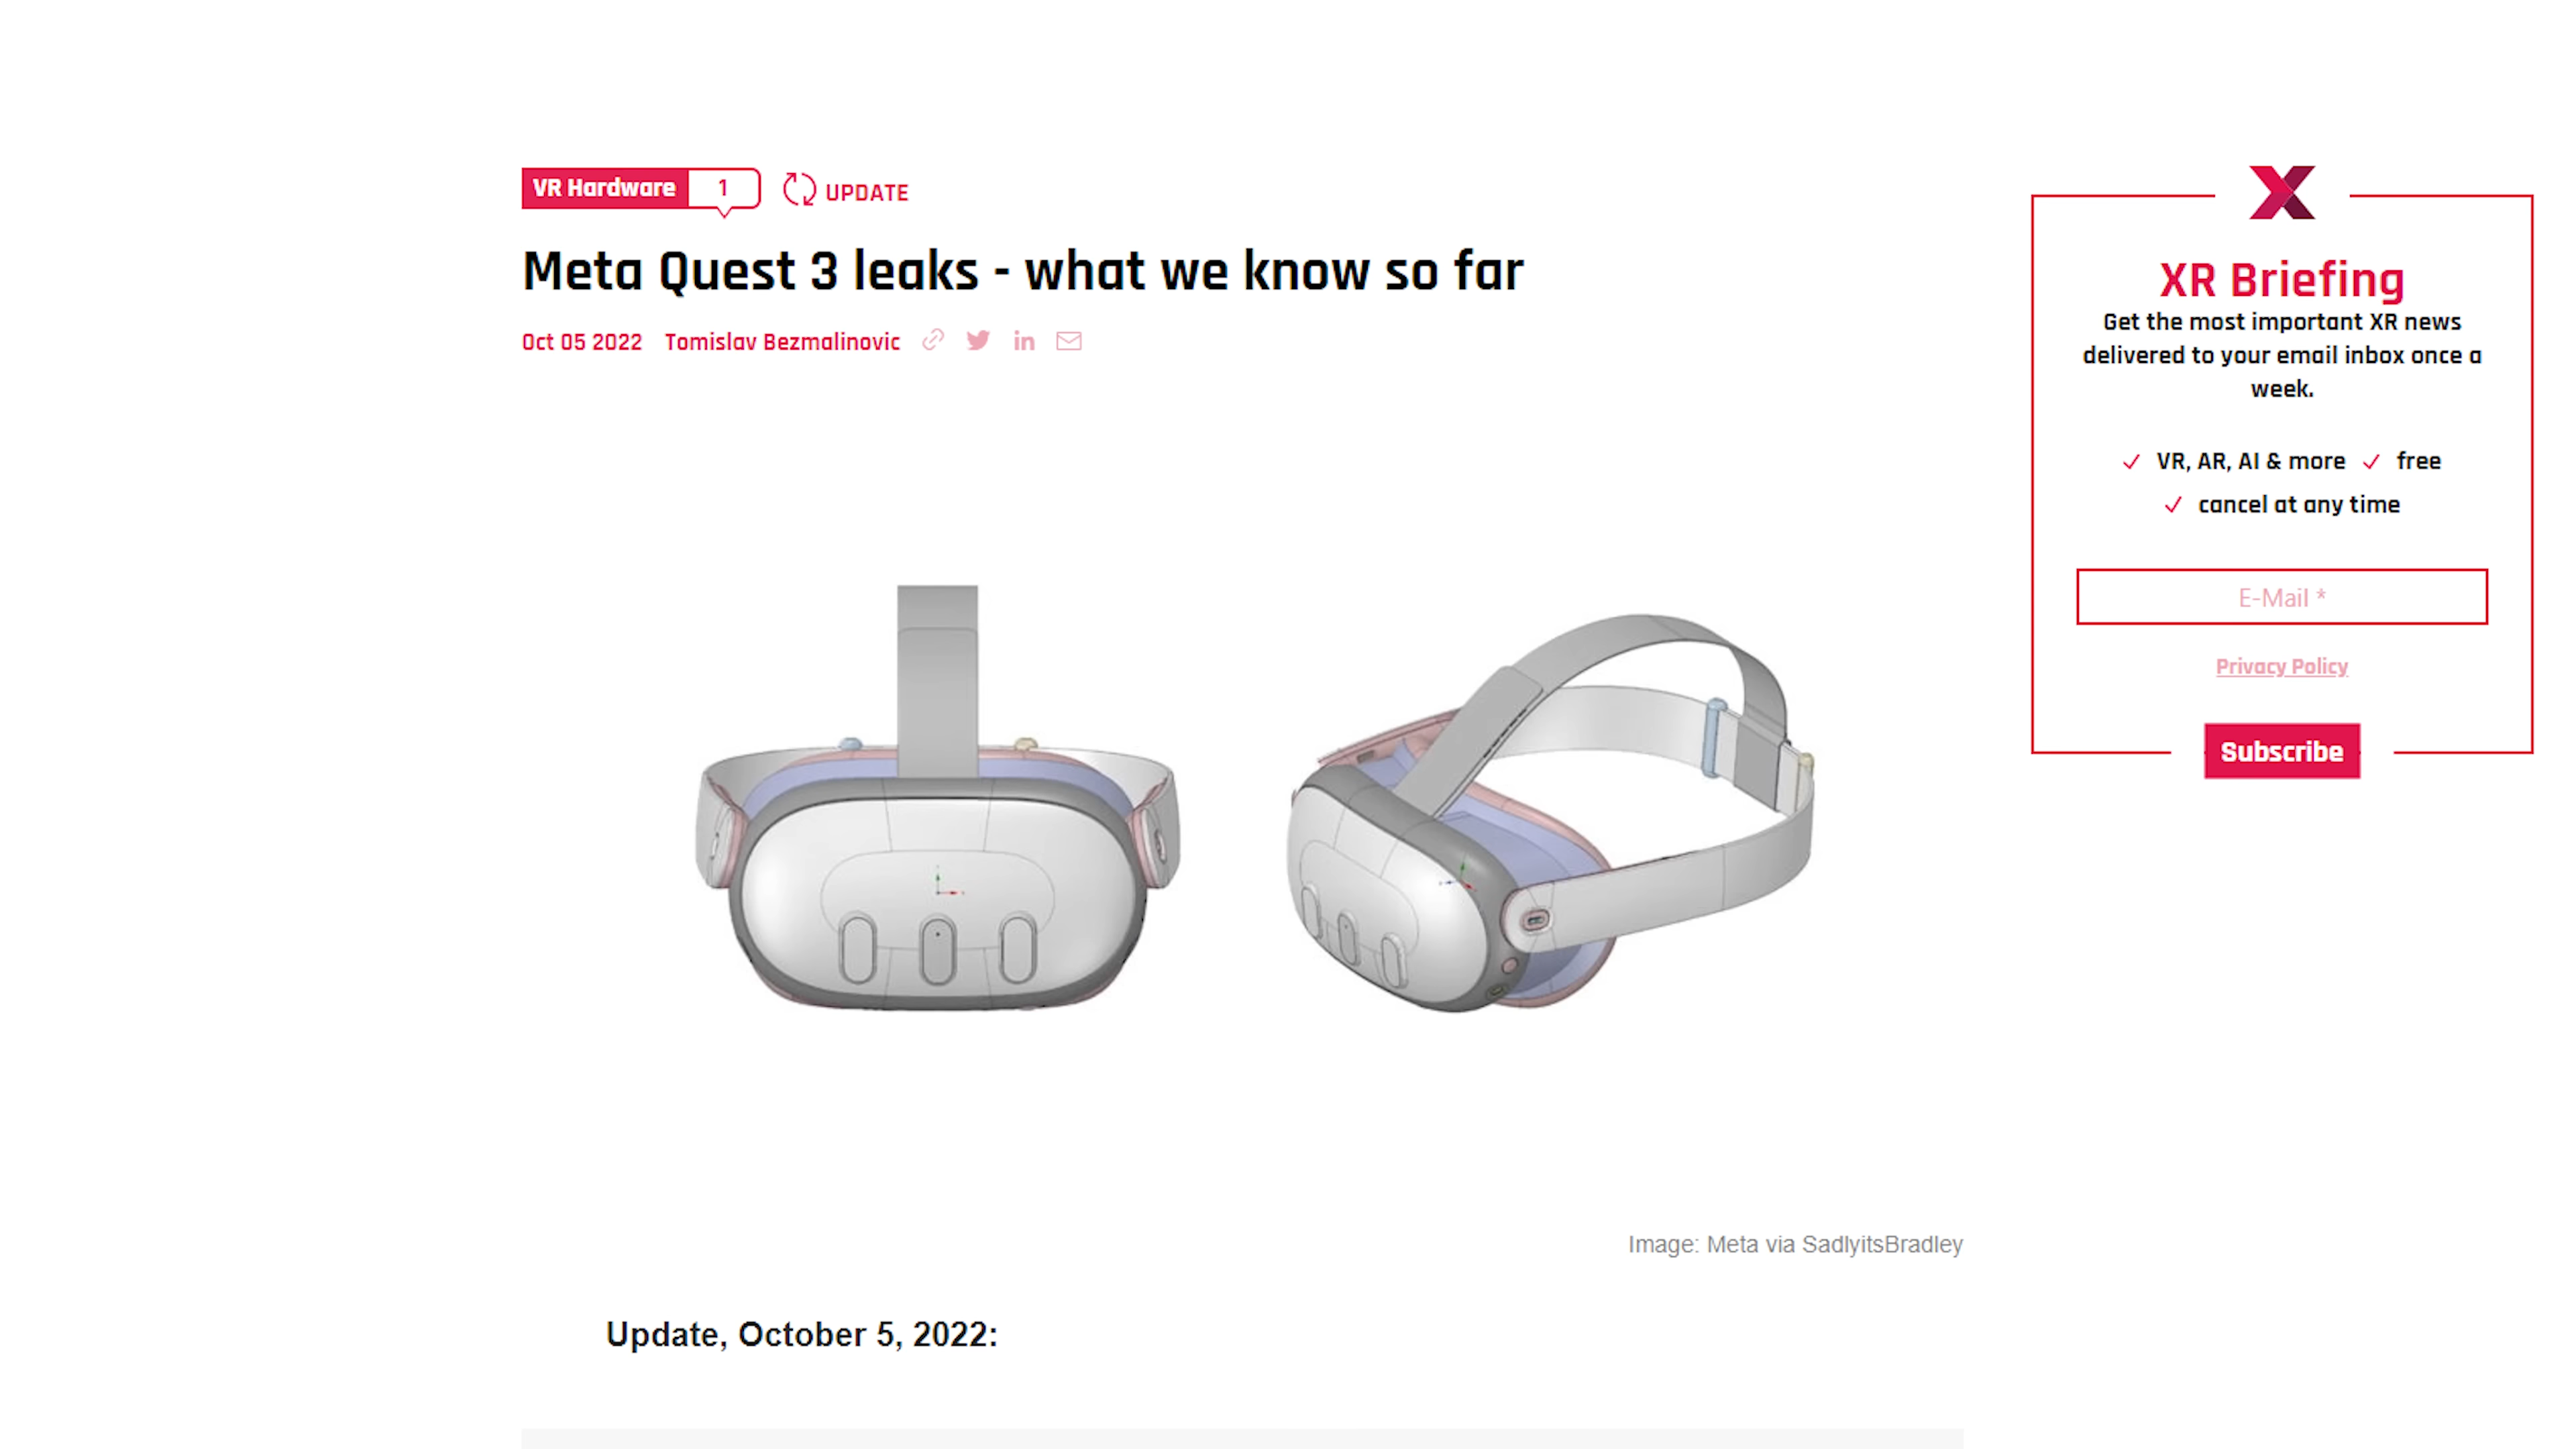 VR Hardware 1 UPDATE
Meta Quest 3 leaks - what we know so far
Oct 05 2022 Tomislav Bezmalinovic in
Image: Meta via SadlyitsBradley
Update, October 5, 2022:
XR Briefing
Get the most important XR news
delivered to your email inbox once a
week.
VR, AR, AI & more free
cancel at any time
E-Mail *
Privacy Policy
Subscribe